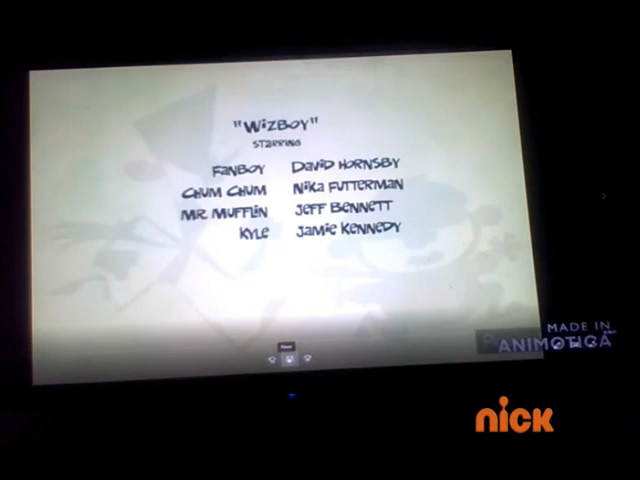 "WizBoy"
starring
Fanboy David Hornsby
Chum Chum Nika Futterman
Mr. Mufflin Jeff Bennett
Kyle Jamie Kennedy
MADE IN
ANIMOTICA
nick